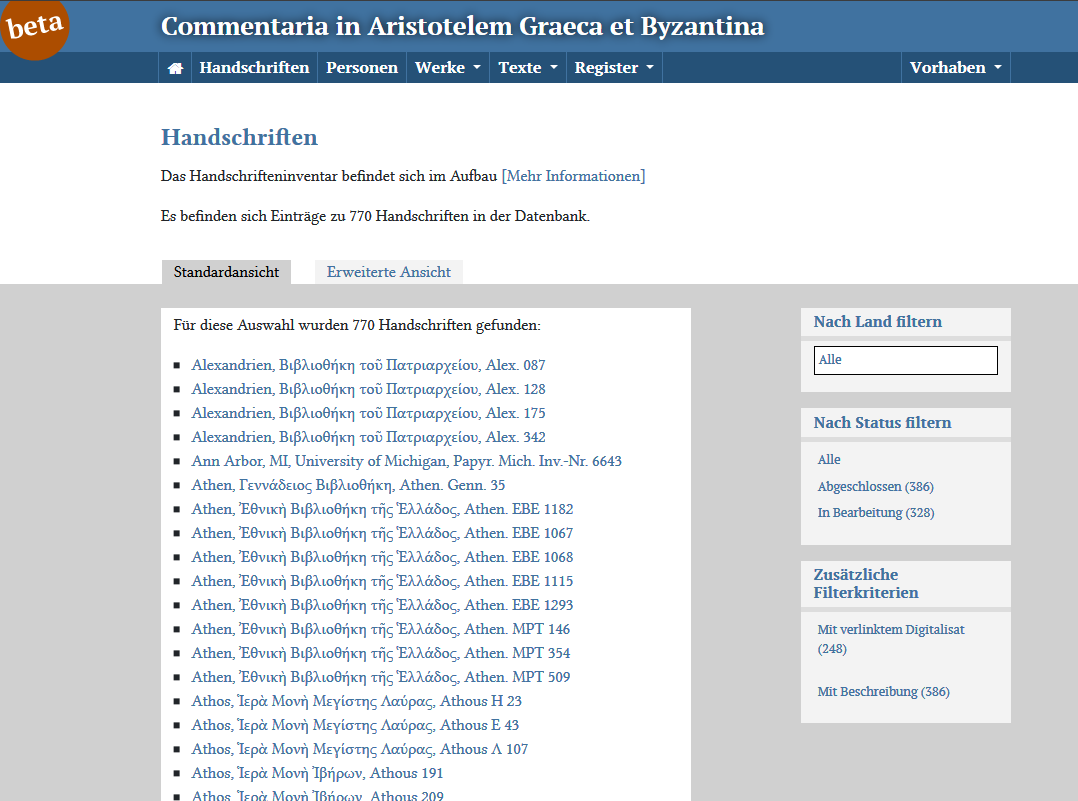 beta
Commentaria in Aristotelem Graeca et Byzantina
Handschriften Personen Werke Texte Register Vorhaben
Handschriften
Das Handschrifteninventar befindet sich im Aufbau [Mehr Informationen]
Es befinden sich Einträge zu 770 Handschriften in der Datenbank.
Standardansicht Erweiterte Ansicht
Für diese Auswahl wurden 770 Handschriften gefunden:
Alexandrien, Βιβλιοθήκη τοῦ Πατριαρχείου, Alex. 087
Alexandrien, Βιβλιοθήκη τοῦ Πατριαρχείου, Alex. 128
Alexandrien, Βιβλιοθήκη τοῦ Πατριαρχείου, Alex. 175
Alexandrien, Βιβλιοθήκη τοῦ Πατριαρχείου, Alex. 342
Ann Arbor, MI, University of Michigan, Papyr. Mich. Inv.-Nr. 6643
Athen, Γεννάδειος Βιβλιοθήκη, Athen. Genn. 35
Athen, Ἐθνικὴ Βιβλιοθήκη τῆς Ἑλλάδος, Athen. EBE 1182
Athen, Ἐθνικὴ Βιβλιοθήκη τῆς Ἑλλάδος, Athen. EBE 1067
Athen, Ἐθνικὴ Βιβλιοθήκη τῆς Ἑλλάδος, Athen. EBE 1068
Athen, Ἐθνικὴ Βιβλιοθήκη τῆς Ἑλλάδος, Athen. EBE 1115
Athen, Ἐθνικὴ Βιβλιοθήκη τῆς Ἑλλάδος, Athen. EBE 1293
Athen, Ἐθνικὴ Βιβλιοθήκη τῆς Ἑλλάδος, Athen. MPT 146
Athen, Ἐθνικὴ Βιβλιοθήκη τῆς Ἑλλάδος, Athen. MPT 354
Athen, Ἐθνικὴ Βιβλιοθήκη τῆς Ἑλλάδος, Athen. MPT 509
Athos, Ἱερὰ Μονὴ Μεγίστης Λαύρας, Athous H 23
Athos, Ἱερὰ Μονὴ Μεγίστης Λαύρας, Athous E 43
Athos, Ἱερὰ Μονὴ Μεγίστης Λαύρας, Athous Λ 107
Athos, Ἱερὰ Μονὴ Ἰβήρων, Athous 191
Athos, Ἱερὰ Μονὴ Ἰβήρων, Athous 209
Nach Land filtern
Alle
Nach Status filtern
Alle
Abgeschlossen (386)
In Bearbeitung (328)
Zusätzliche
Filterkriterien
Mit verlinktem Digitalisat
(248)
Mit Beschreibung (386)